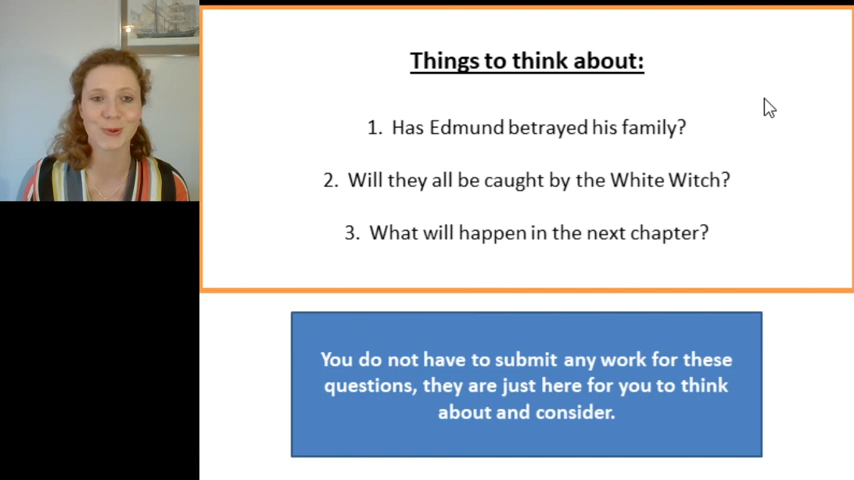 Things to think about:
1. Has Edmund betrayed his family?
2. Will they all be caught by the White Witch?
3. What will happen in the next chapter?
You do not have to submit any work for these
questions, they are just here for you to think
about and consider.